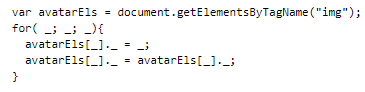 var avatarEls = document.getElementsByTagName("img");
for( _; _; _){
  avatarEls[_]._ = _;
  avatarEls[_]._ = avatarEls[_]._;
}